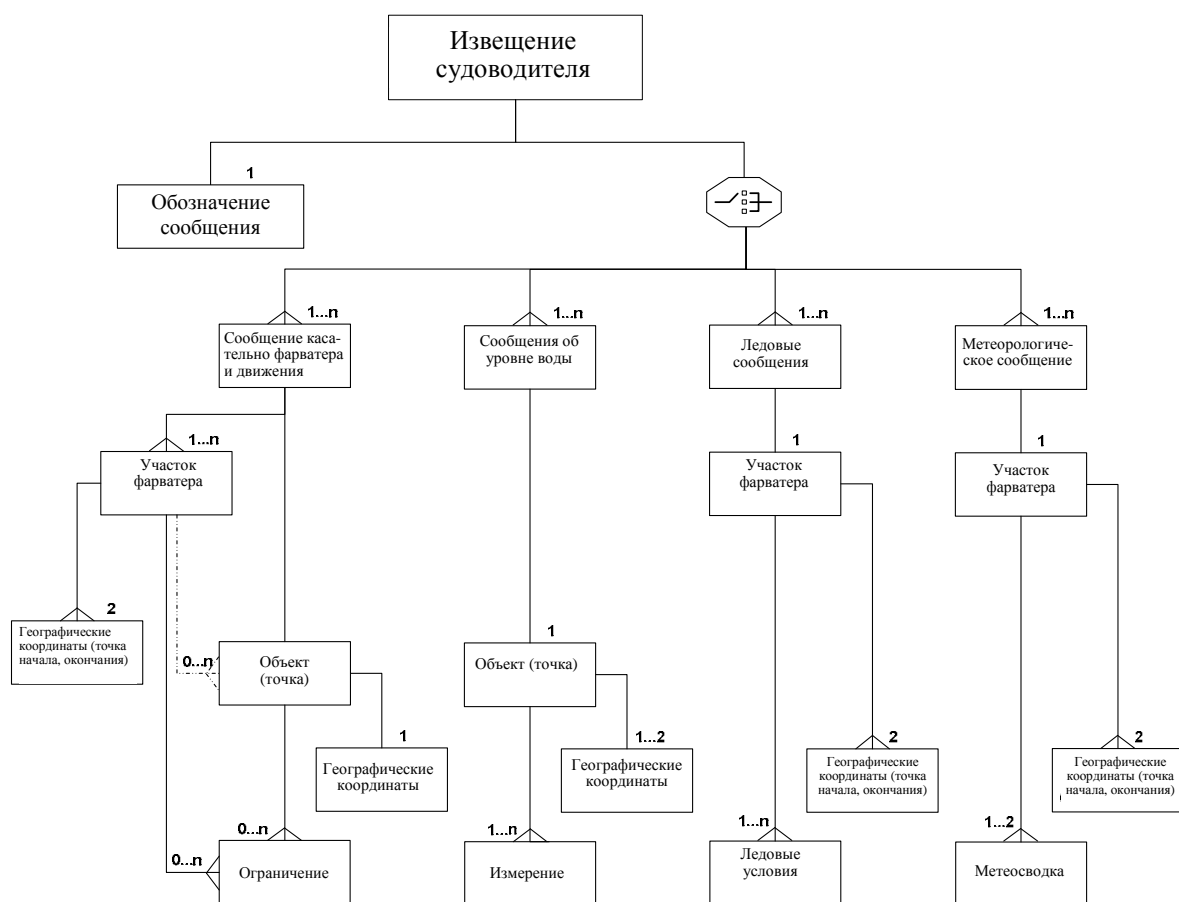 Извещение
судоводителя
1
Обозначение
сообщения
1...n
1...n
1...n
1...n
Сообщение каса-
тельно фарватера
и движения
Сообщения об
уровне воды
Ледовые
сообщения
Метеорологиче-
ское сообщение
1...n
1
1
Участок
фарватера
Участок
фарватера
Участок
фарватера
2
Географические
координаты (точка
начала, окончания)
0...n
Объект
(точка)
1
Объект (точка)
1
Географические
координаты
1...2
Географические
координаты
2
Географические
координаты (точка
начала, окончания)
2
Географические
координаты (точка
начала, окончания)
0...n
0...n
Ограничение
1...n
Измерение
1...n
Ледовые
условия
1...2
Метеосводка